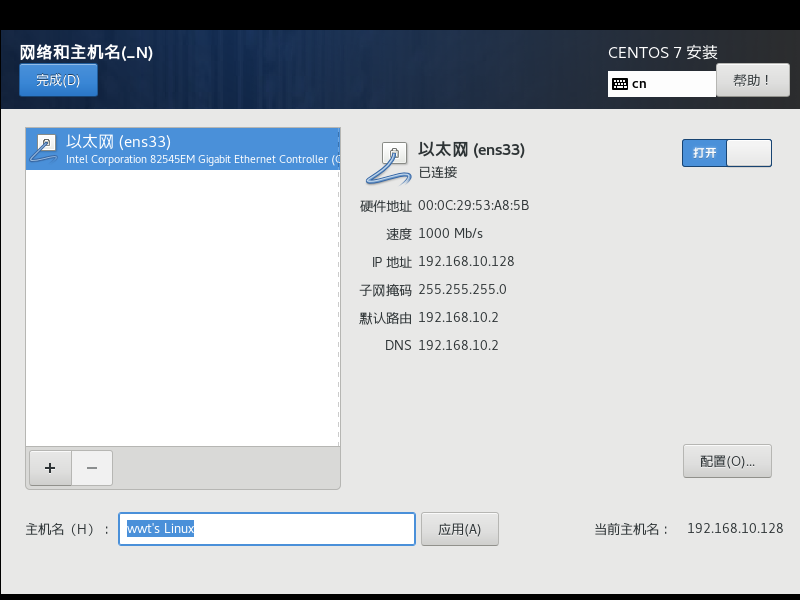 网络和主机名(_N)
CENTOS 7 安装
完成(D)
cn
帮助！
以太网 (ens33)
Intel Corporation 82545EM Gigabit Ethernet Controller (
以太网 (ens33)
已连接
打开
硬件地址 00:0C:29:53:A8:5B
速度 1000 Mb/s
IP 地址 192.168.10.128
子网掩码 255.255.255.0
默认路由 192.168.10.2
DNS 192.168.10.2
+ −
配置(O)...
主机名（H）： wwt's Linux 应用(A) 当前主机名： 192.168.10.128